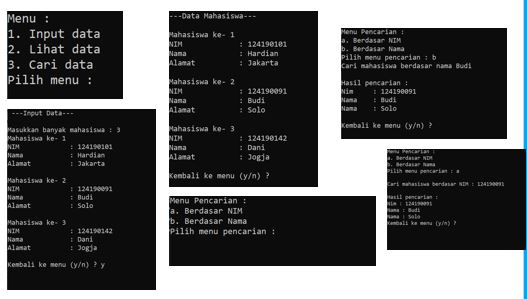 Menu :
1. Input data
2. Lihat data
3. Cari data
Pilih menu :
---Input Data---
Masukkan banyak mahasiswa : 3
Mahasiswa ke- 1
NIM : 124190101
Nama : Hardian
Alamat : Jakarta
Mahasiswa ke- 2
NIM : 124190091
Nama : Budi
Alamat : Solo
Mahasiswa ke- 3
NIM : 124190142
Nama : Dani
Alamat : Jogja
Kembali ke menu (y/n) ? y
---Data Mahasiswa---
Mahasiswa ke- 1
NIM : 124190101
Nama : Hardian
Alamat : Jakarta
Mahasiswa ke- 2
NIM : 124190091
Nama : Budi
Alamat : Solo
Mahasiswa ke- 3
NIM : 124190142
Nama : Dani
Alamat : Jogja
Kembali ke menu (y/n) ?
Menu Pencarian :
a. Berdasar NIM
b. Berdasar Nama
Pilih menu pencarian :
Menu Pencarian :
a. Berdasar NIM
b. Berdasar Nama
Pilih menu pencarian : b
Cari mahasiswa berdasar nama Budi
Hasil pencarian :
Nim : 124190091
Nama : Budi
Nama : Solo
Kembali ke menu (y/n) ?
Menu Pencarian :
a. Berdasar NIM
b. Berdasar Nama
Pilih menu pencarian : a
Cari mahasiswa berdasar NIM : 124190091
Hasil pencarian :
Nim : 124190091
Nama : Budi
Nama : Solo
Kembali ke menu (y/n) ?